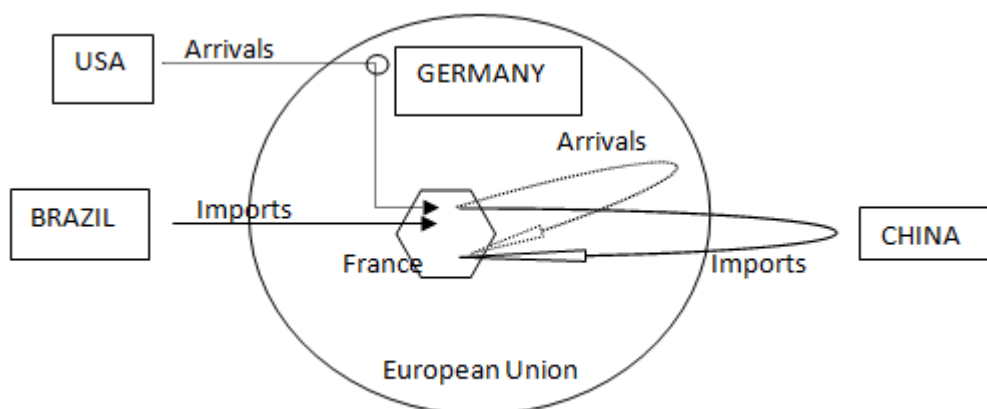 Arrivals
USA
GERMANY
Arrivals
BRAZIL
Imports
CHINA
France
Imports
European Union